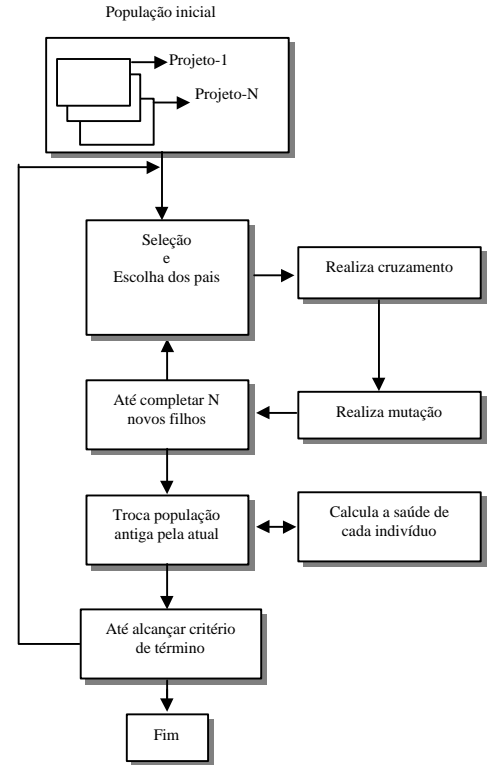 População inicial
Projeto-1
Projeto-N
Seleção
e
Escolha dos pais
Realiza cruzamento
Até completar N
novos filhos
Realiza mutação
Troca população
antiga pela atual
Calcula a saúde de
cada indivíduo
Até alcançar critério
de término
Fim